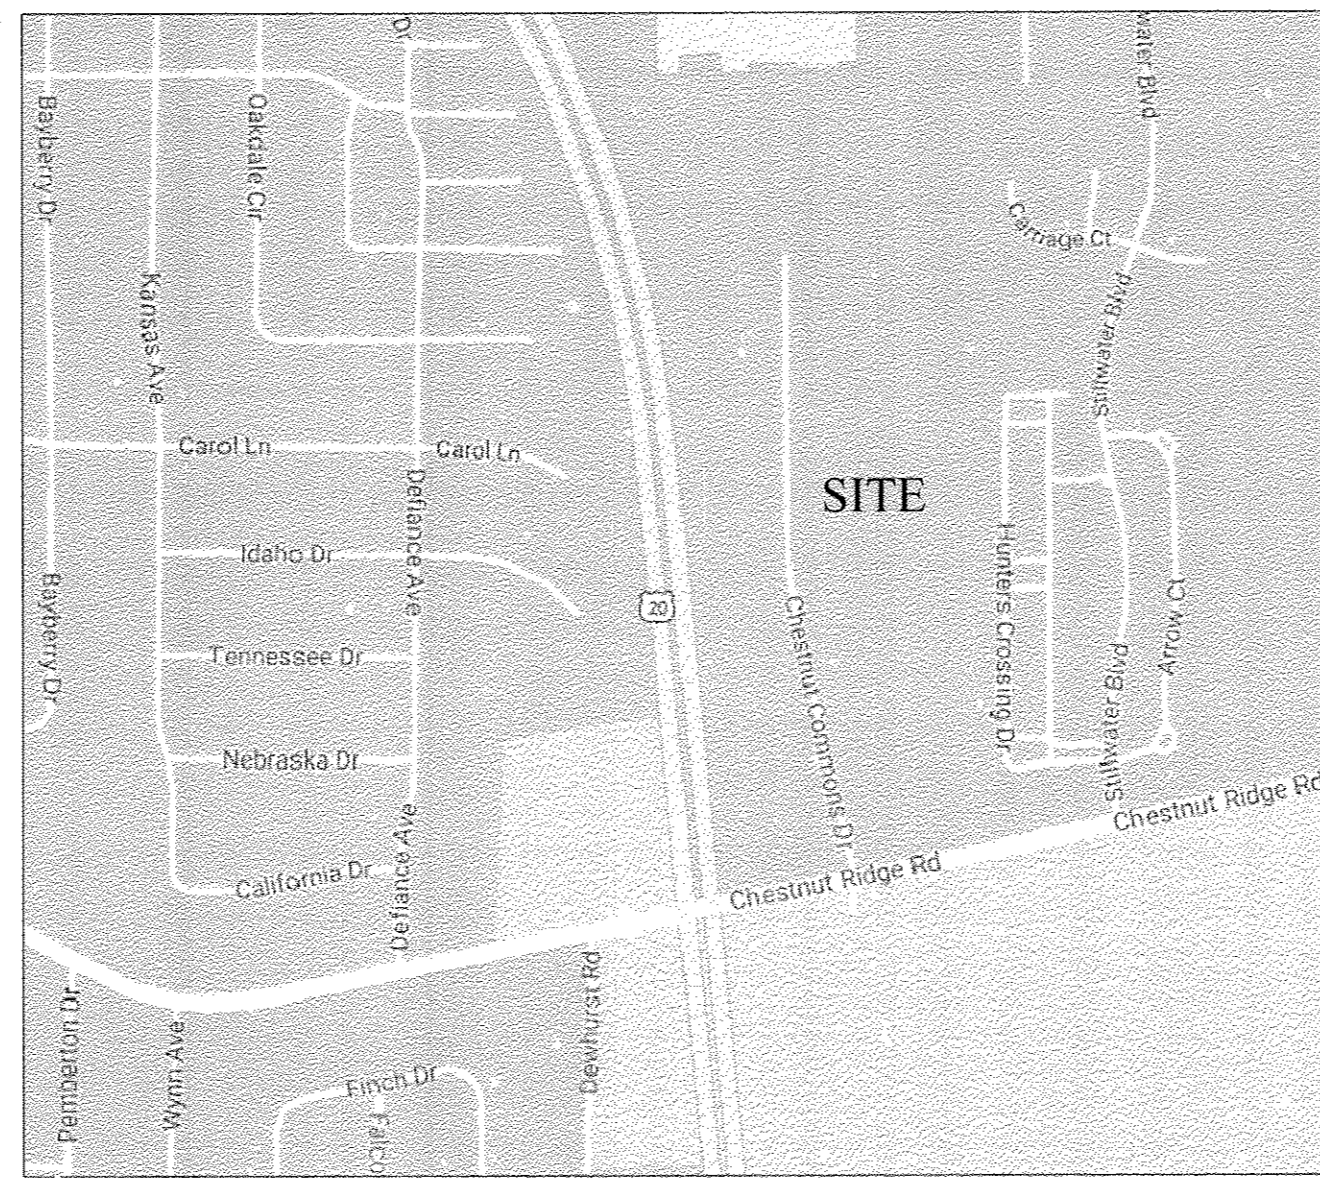 Dr
water Blvd
Bayberry Dr
Oakdale Cir
Carriage Ct
Kansas Ave
Stillwater Blvd
Carol Ln
Carol Ln
Defiance Ave
SITE
Idaho Dr
Hunters Crossing Dr
Bayberry Dr
Arrow Ct
20
Chestnut Commons Dr
Tennessee Dr
Stillwater Blvd
Nebraska Dr
Chestnut Ridge Rd
Defiance Ave
California Dr
Chestnut Ridge Rd
Dewhurst Rd
Pemberton Dr
Wynn Ave
Finch Dr
Falco